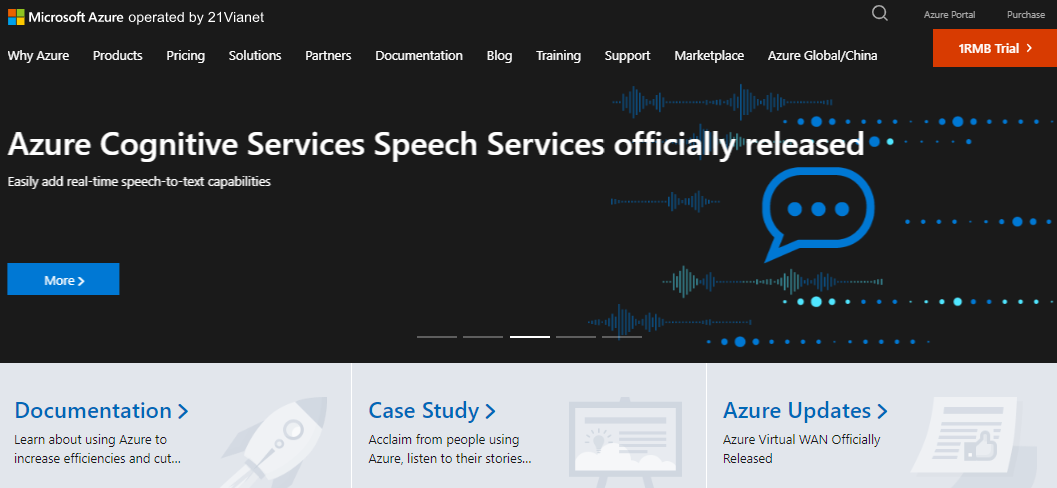 Microsoft Azure operated by 21Vianet
Azure Portal Purchase
Why Azure Products Pricing Solutions Partners Documentation Blog Training Support Marketplace Azure Global/China
1RMB Trial
Azure Cognitive Services Speech Services officially released
Easily add real-time speech-to-text capabilities
More
Documentation
Learn about using Azure to
increase efficiencies and cut...
Case Study
Acclaim from people using
Azure, listen to their stories...
Azure Updates
Azure Virtual WAN Officially
Released